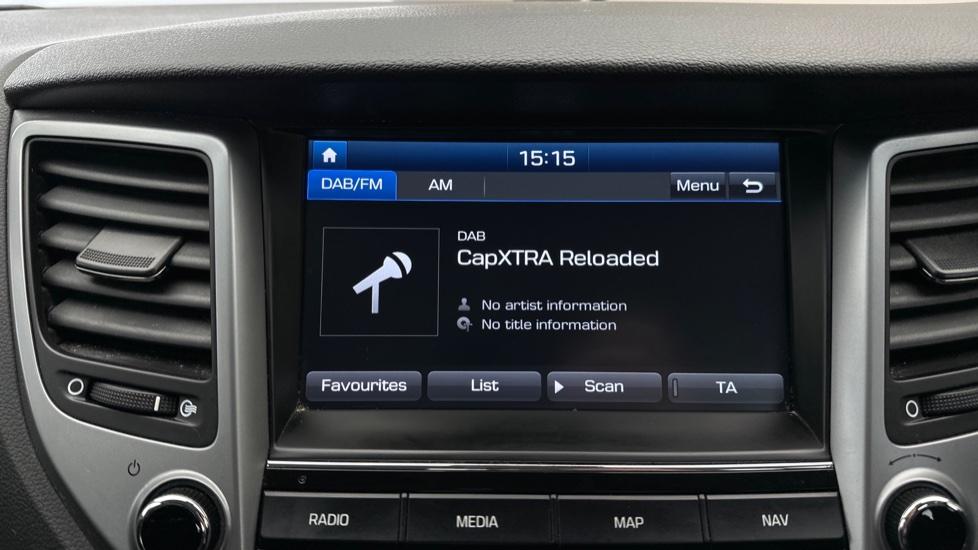 15:15
DAB/FM AM Menu
DAB
CapXTRA Reloaded
No artist information
No title information
Favourites List Scan TA
RADIO MEDIA MAP NAV